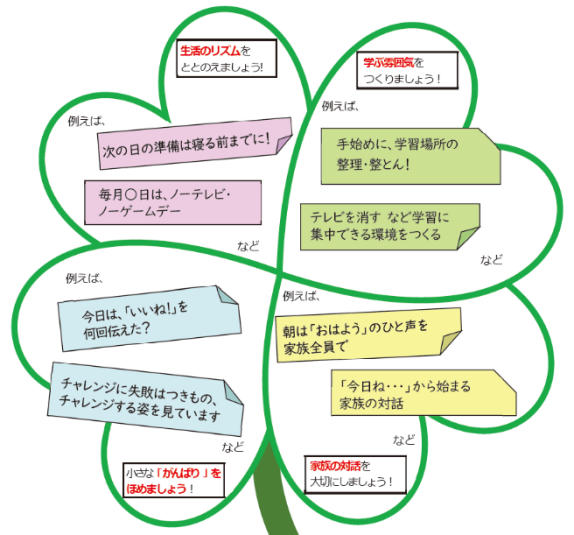 生活のリズムを
ととのえましょう!
例えば、
次の日の準備は寝る前までに!
毎月〇日は、ノーテレビ・
ノーゲームデー
など
学ぶ雰囲気を
つくりましょう!
例えば、
手始めに、学習場所の
整理・整とん!
テレビを消す など学習に
集中できる環境をつくる
など
例えば、
今日は、「いいね!」を
何回伝えた?
チャレンジに失敗はつきもの、
チャレンジする姿を見ています
など
小さな「がんばり」を
ほめましょう!
例えば、
朝は「おはよう」のひと声を
家族全員で
「今日ね・・・」から始まる
家族の対話
など
家族の対話を
大切にしましょう!